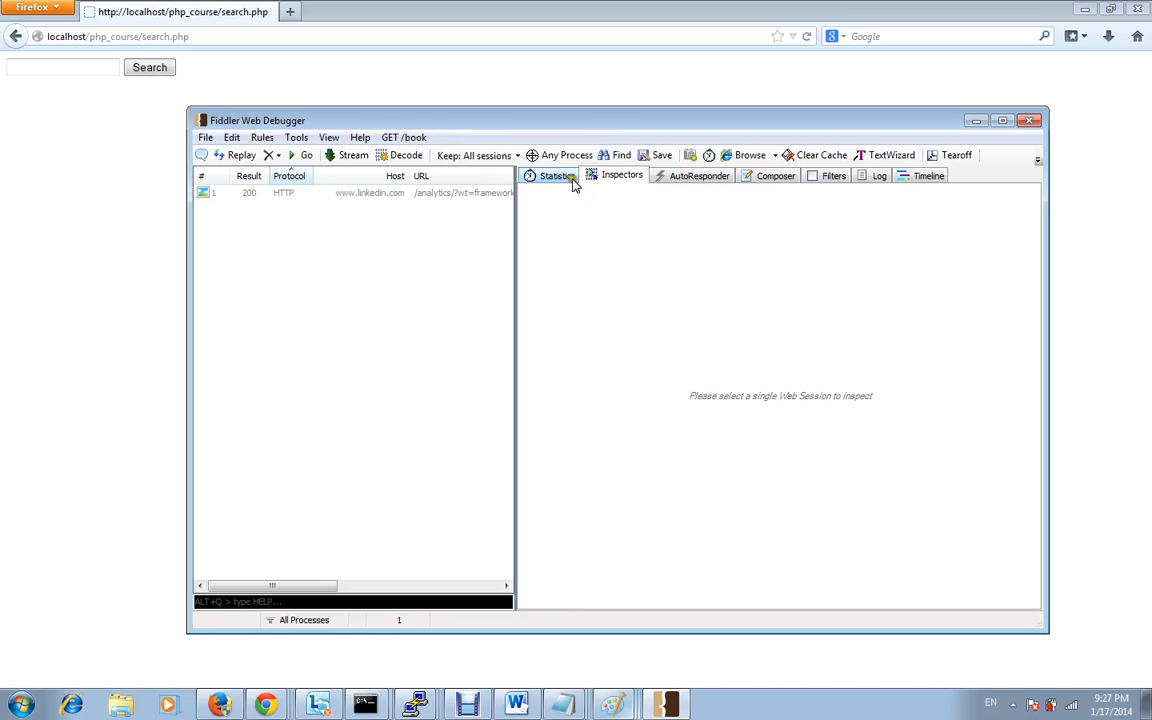 Firefox
http://localhost/php_course/search.php
localhost/php_course/search.php
Google
Search
Fiddler Web Debugger
File Edit Rules Tools View Help GET /book
Replay Go Stream Decode Keep: All sessions Any Process Find Save Browse Clear Cache TextWizard Tearoff
# Result Protocol Host URL
Statistics Inspectors AutoResponder Composer Filters Log Timeline
1 200 HTTP www.linkedin.com /analytics/?wt=framework
Please select a single Web Session to inspect
ALT+Q > type HELP...
All Processes 1
EN
9:27 PM
1/17/2014